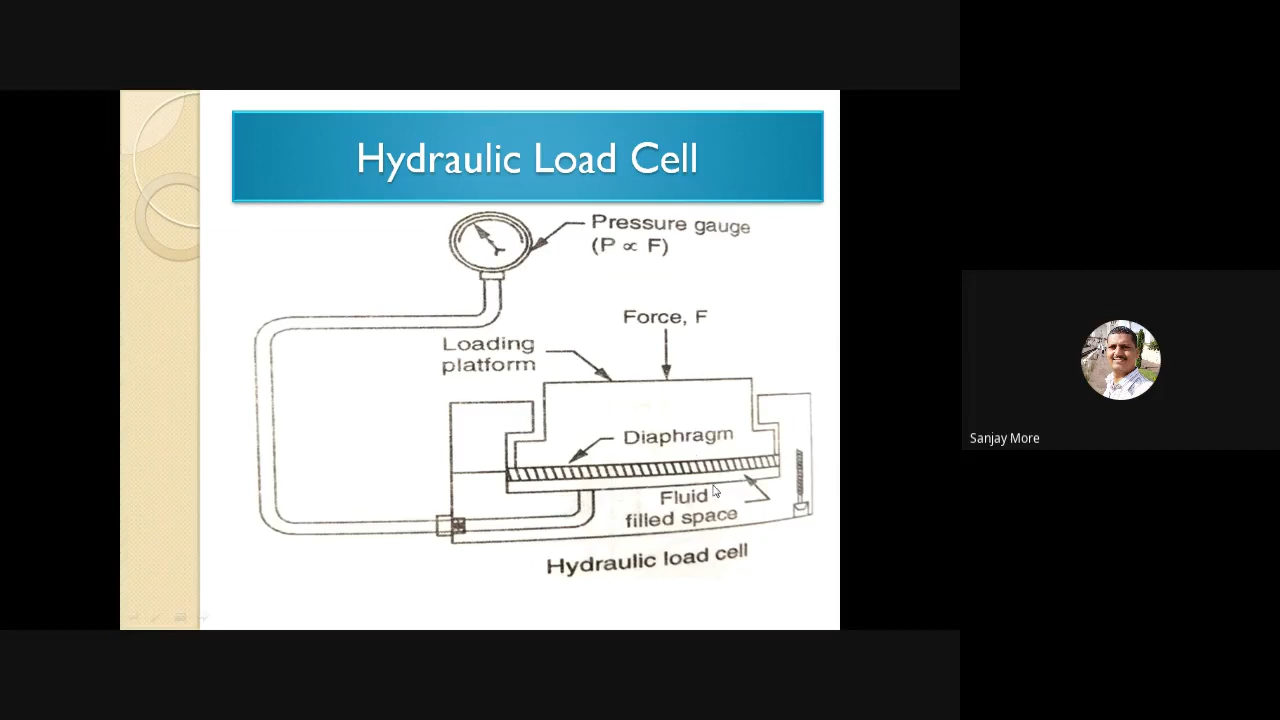 Hydraulic Load Cell
Pressure gauge
(P ∝ F)
Force, F
Loading
platform
Diaphragm
Fluid
filled space
Hydraulic load cell
Sanjay More